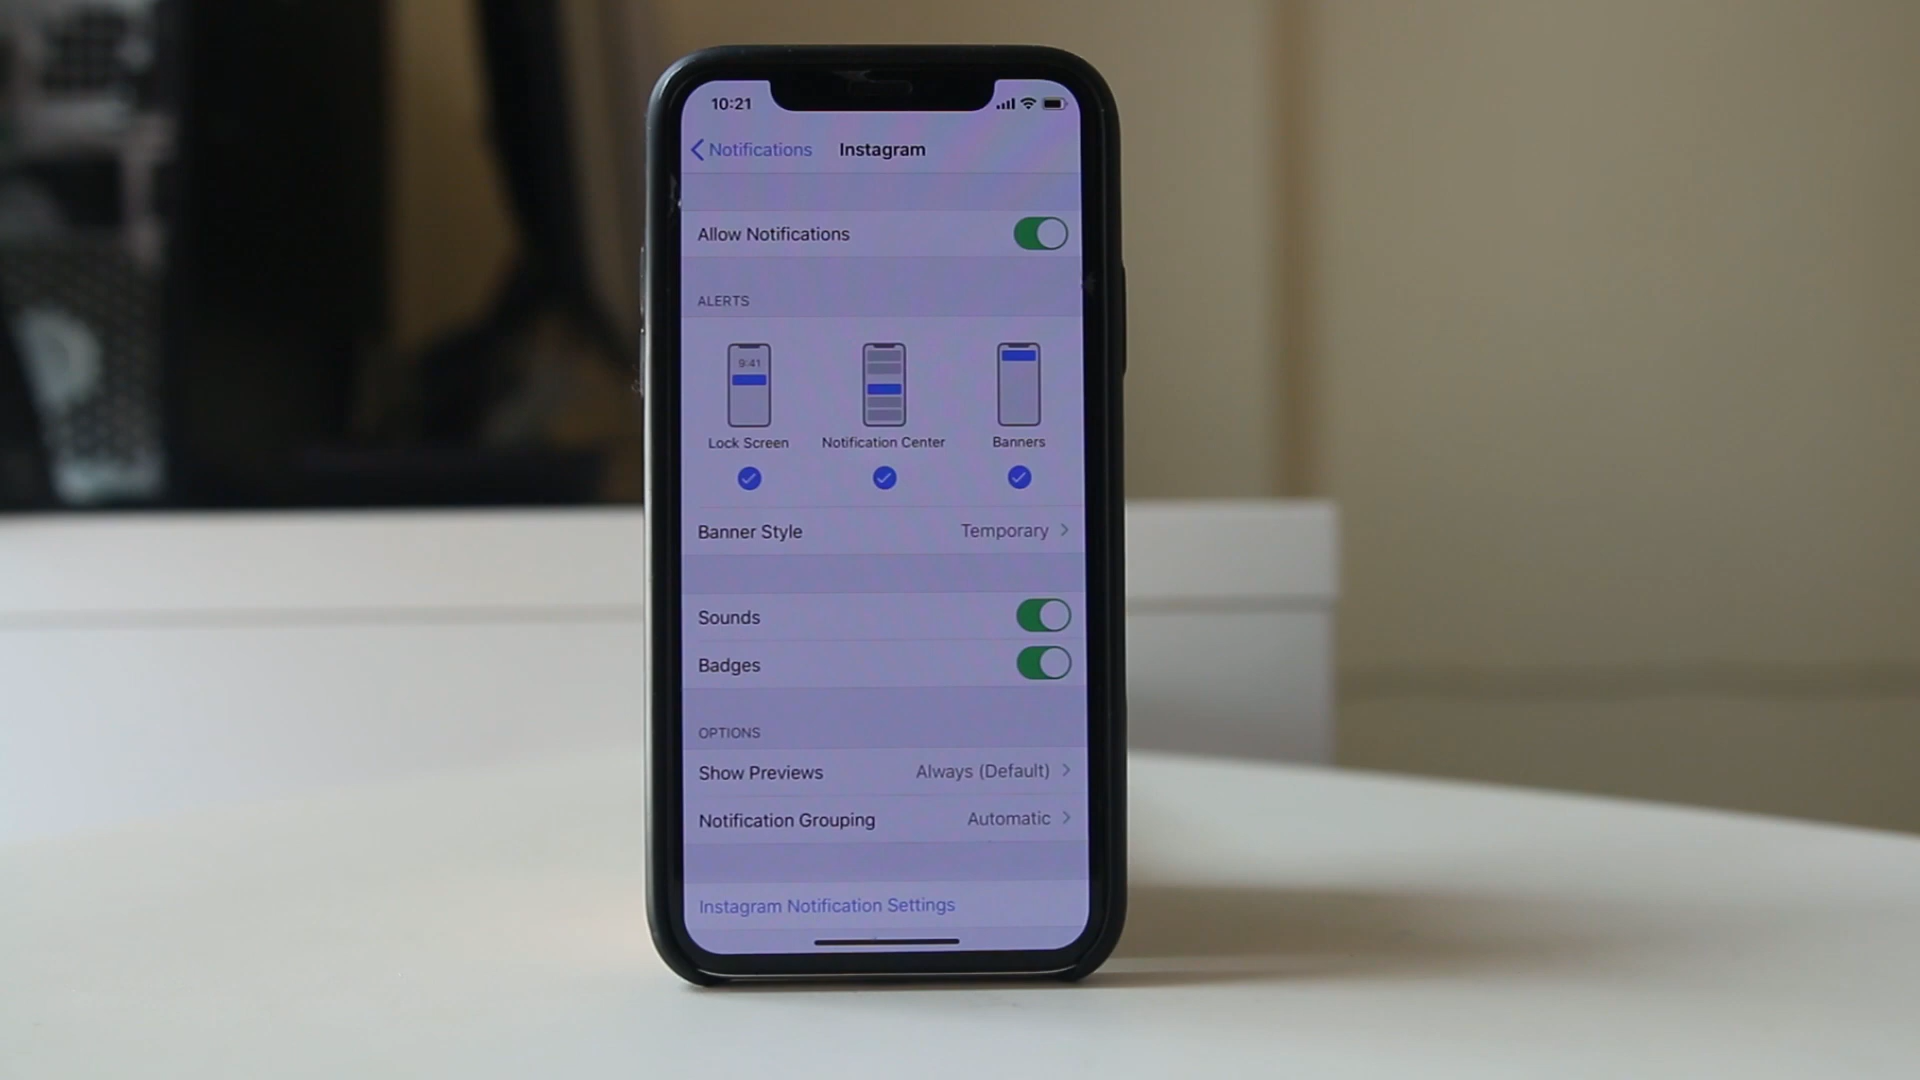 10:21
Notifications Instagram
Allow Notifications
ALERTS
9:41
Lock Screen Notification Center Banners
Banner Style Temporary
Sounds
Badges
OPTIONS
Show Previews Always (Default)
Notification Grouping Automatic
Instagram Notification Settings